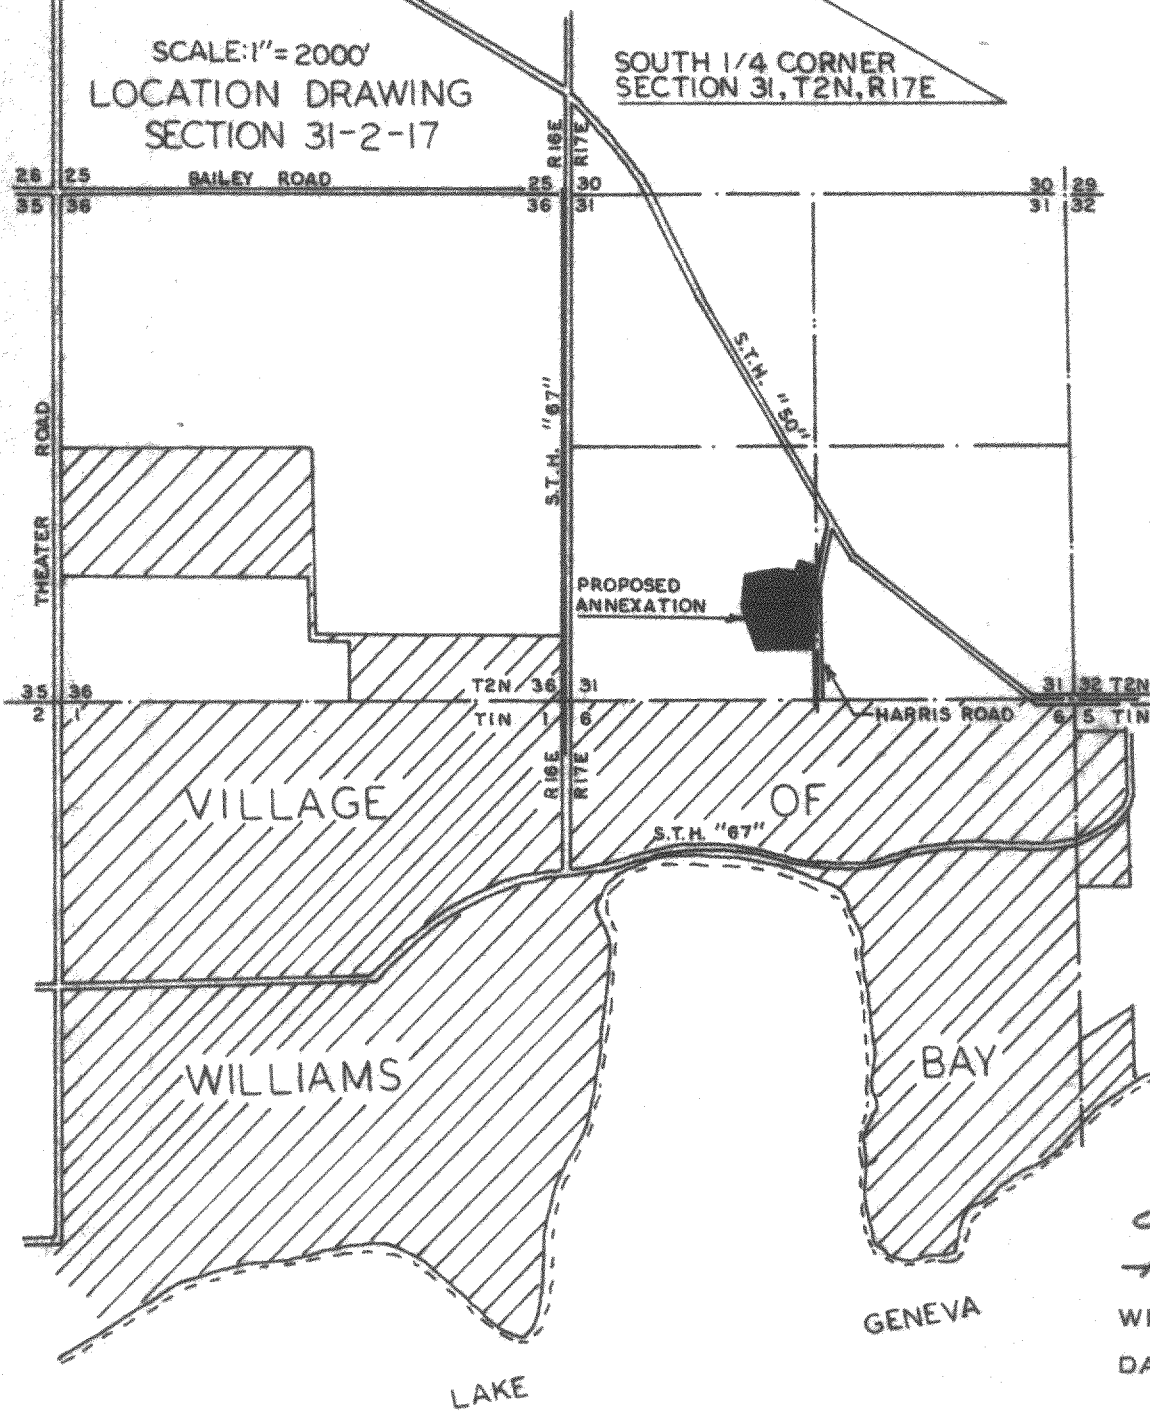 SCALE:1"=2000'
LOCATION DRAWING
SECTION 31-2-17
SOUTH 1/4 CORNER
SECTION 31, T2N, R17E
R16E
R17E
26 25
BAILEY ROAD
25 30
30 29
35 36
36 31
31 32
S.T.H. "50"
S.T.H. "67"
THEATER ROAD
PROPOSED
ANNEXATION
35 36
T2N 36 31
31 32 T2N
2 1
T1N 1 6
HARRIS ROAD
6 5 T1N
R16E
R17E
VILLAGE OF
S.T.H. "67"
WILLIAMS BAY
GENEVA
LAKE
WI
DA